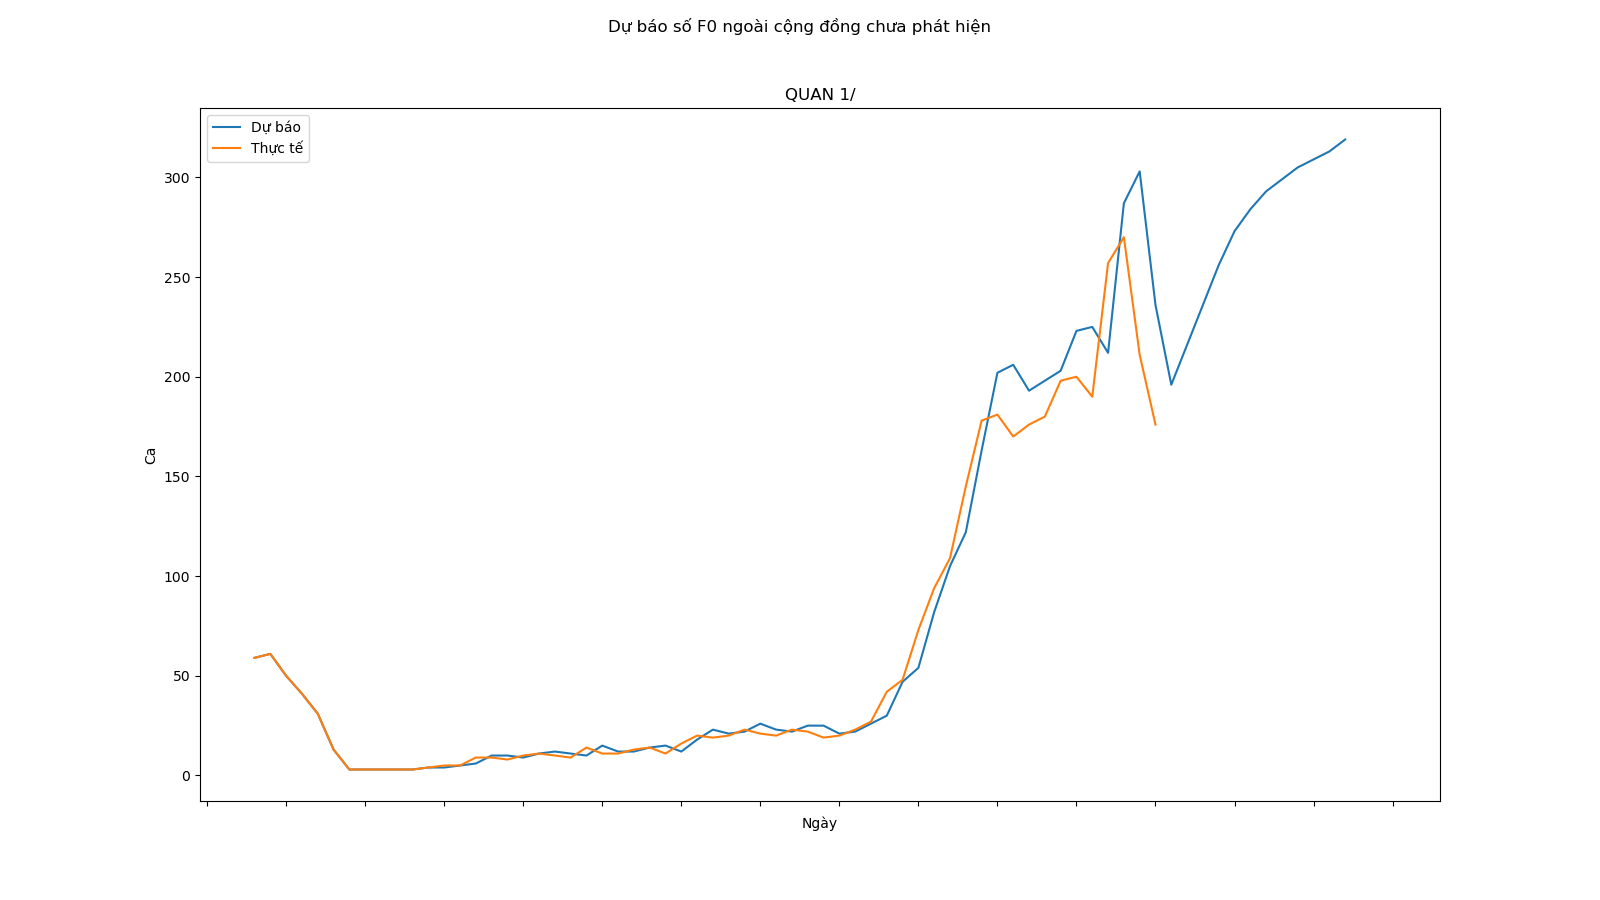 Dự báo số F0 ngoài cộng đồng chưa phát hiện
QUAN 1/
Dự báo
Thực tế
300
250
200
150
100
50
0
Ca
Ngày